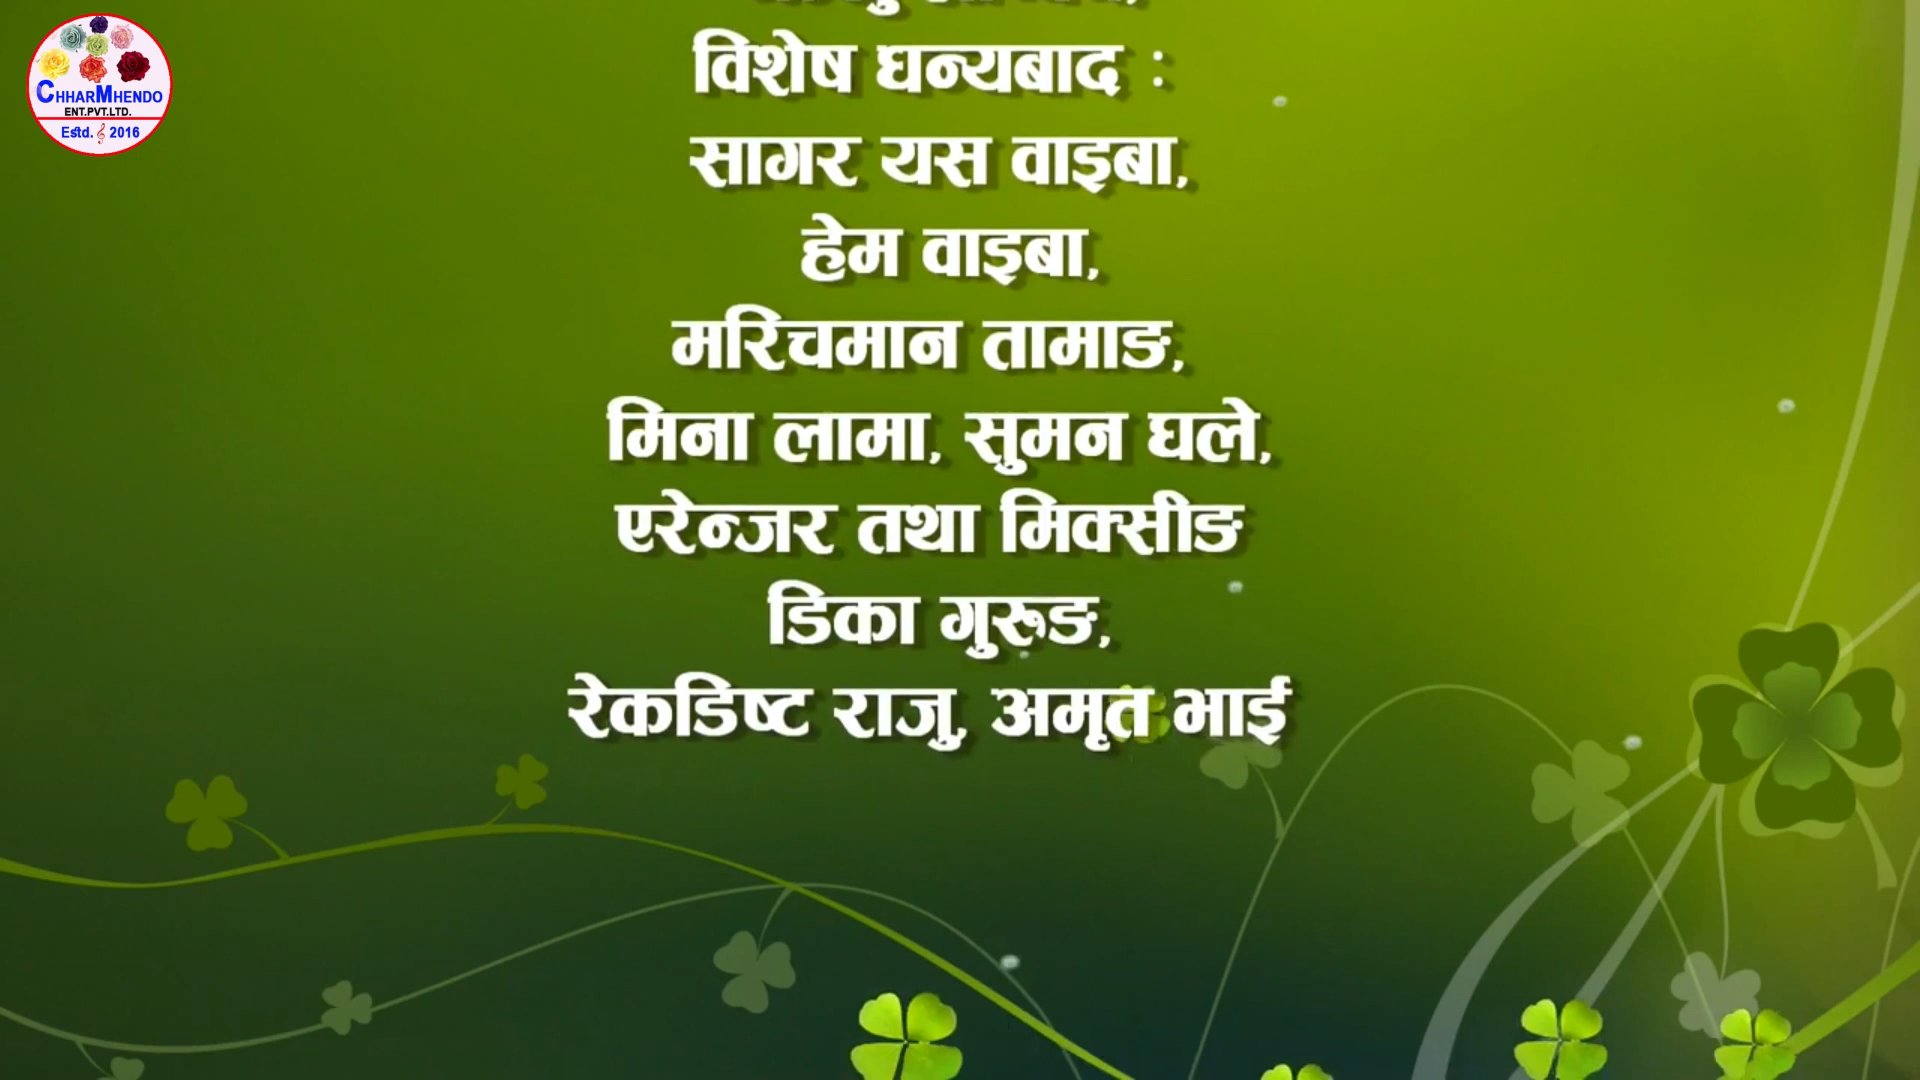 CHHARMHENDO
ENT.PVT.LTD.
Estd. 2016
विशेष धन्यबाद :
सागर यस वाइबा,
हेम वाइबा,
मरिचमान तामाङ,
मिना लामा, सुमन घले,
एरेन्जर तथा मिक्सीङ
डिका गुरुङ,
रेकडिष्ट राजु, अमृत भाई